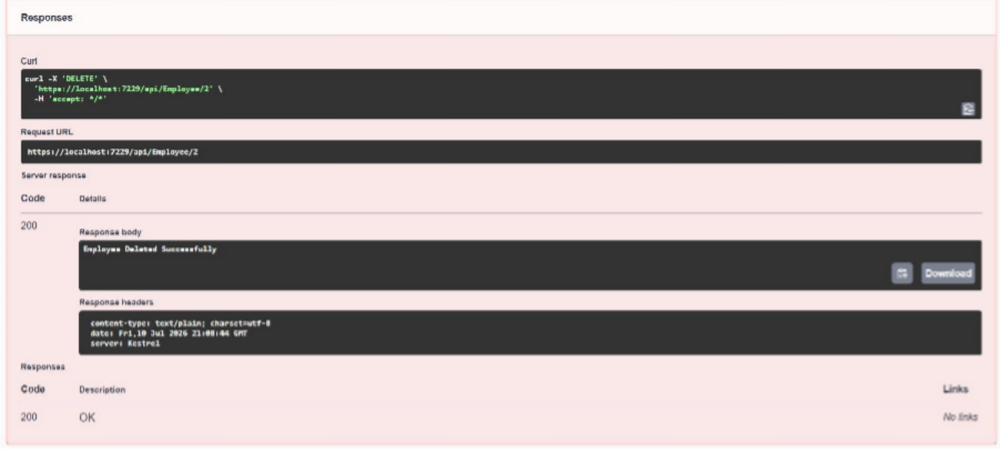 Responses
Curl
curl -X 'DELETE' \
'https://localhost:7229/api/Employee/2' \
-H 'accept: */*'
Request URL
https://localhost:7229/api/Employee/2
Server response
Code Details
200
Response body
Employee Deleted Successfully
Download
Response headers
content-type: text/plain; charset=utf-8
date: Fri,10 Jul 2026 21:08:44 GMT
server: Kestrel
Responses
Code Description Links
200 OK No links